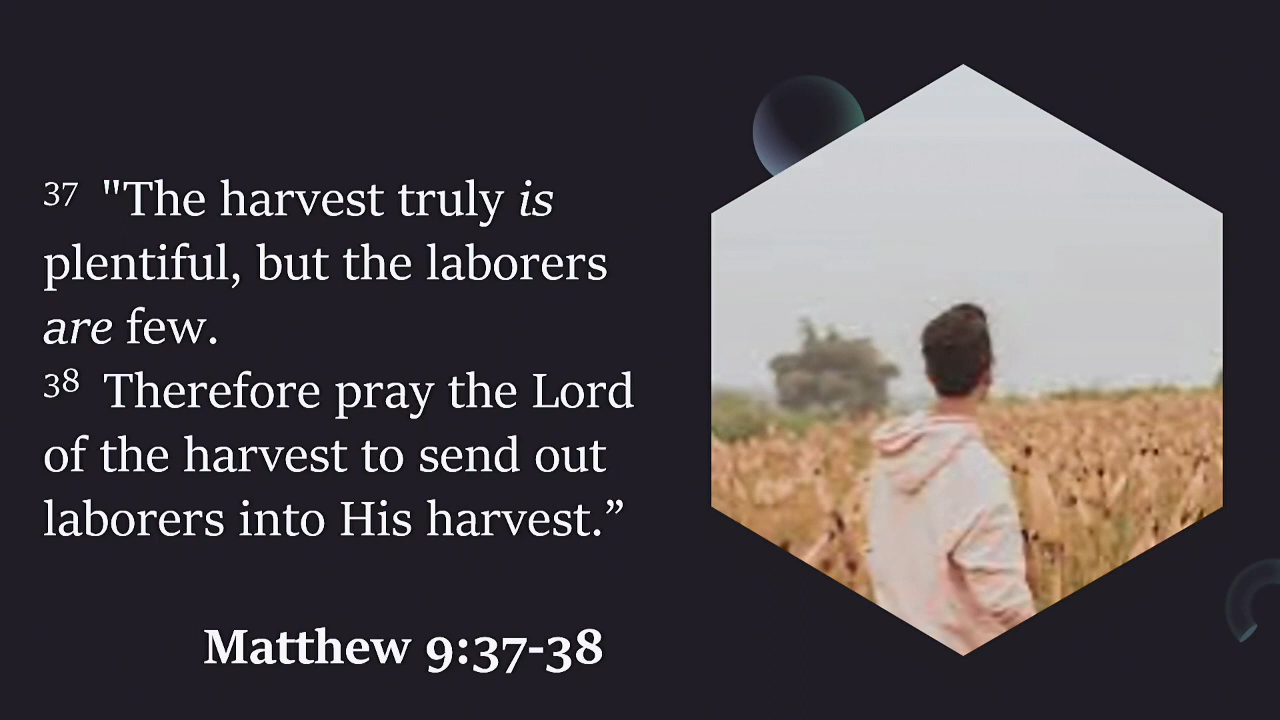 37 "The harvest truly is
plentiful, but the laborers
are few.
38 Therefore pray the Lord
of the harvest to send out
laborers into His harvest.”
Matthew 9:37-38